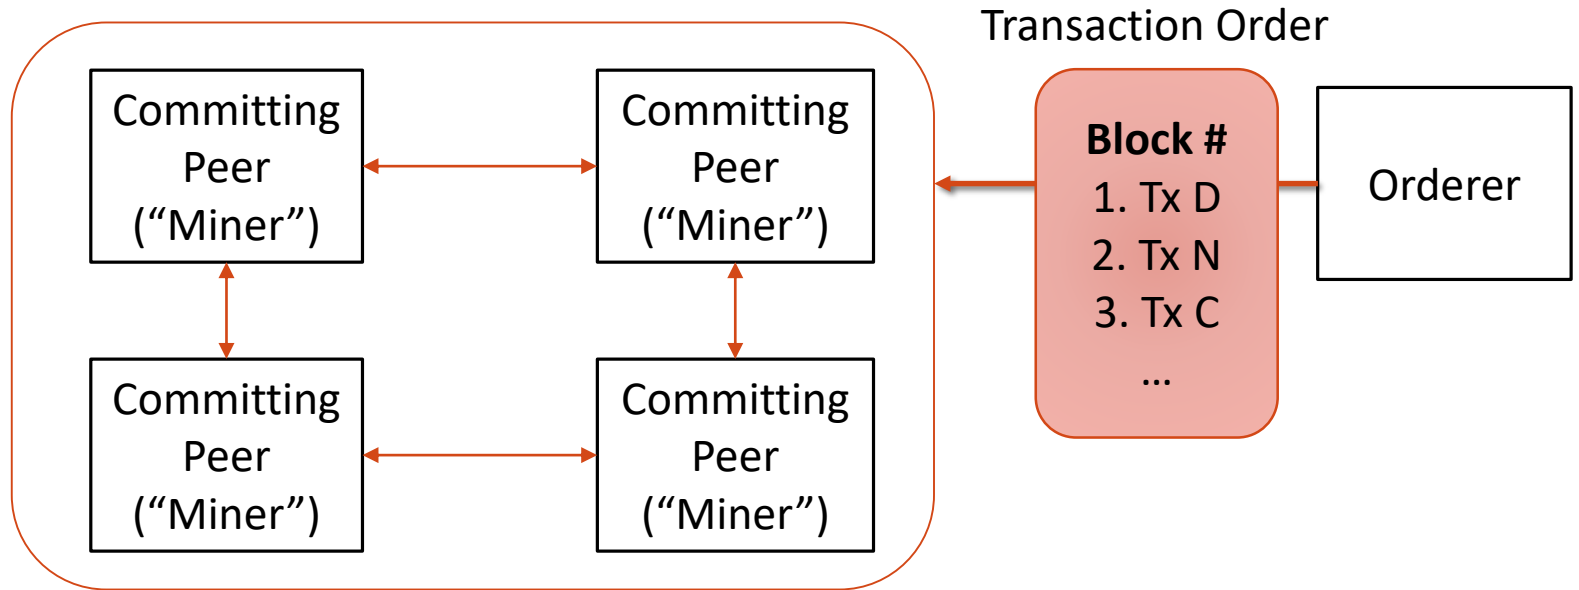 Transaction Order
Committing
Peer
(“Miner”)
Committing
Peer
(“Miner”)
Committing
Peer
(“Miner”)
Committing
Peer
(“Miner”)
Block #
1. Tx D
2. Tx N
3. Tx C
...
Orderer